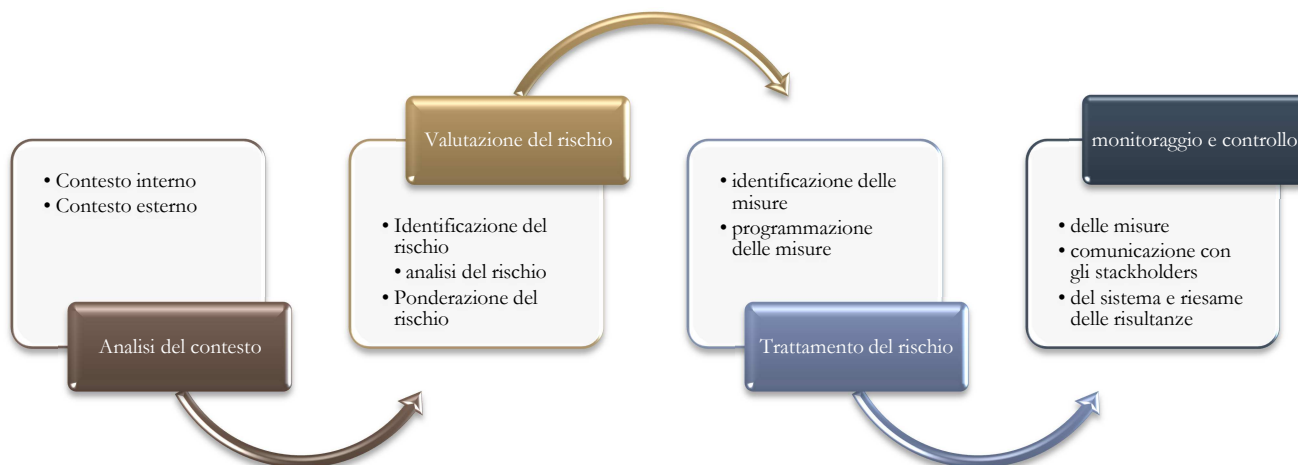 • Contesto interno
• Contesto esterno
Analisi del contesto
Valutazione del rischio
• Identificazione del
rischio
• analisi del rischio
• Ponderazione del
rischio
• identificazione delle
misure
• programmazione
delle misure
Trattamento del rischio
monitoraggio e controllo
• delle misure
• comunicazione con
gli stackholders
• del sistema e riesame
delle risultanze